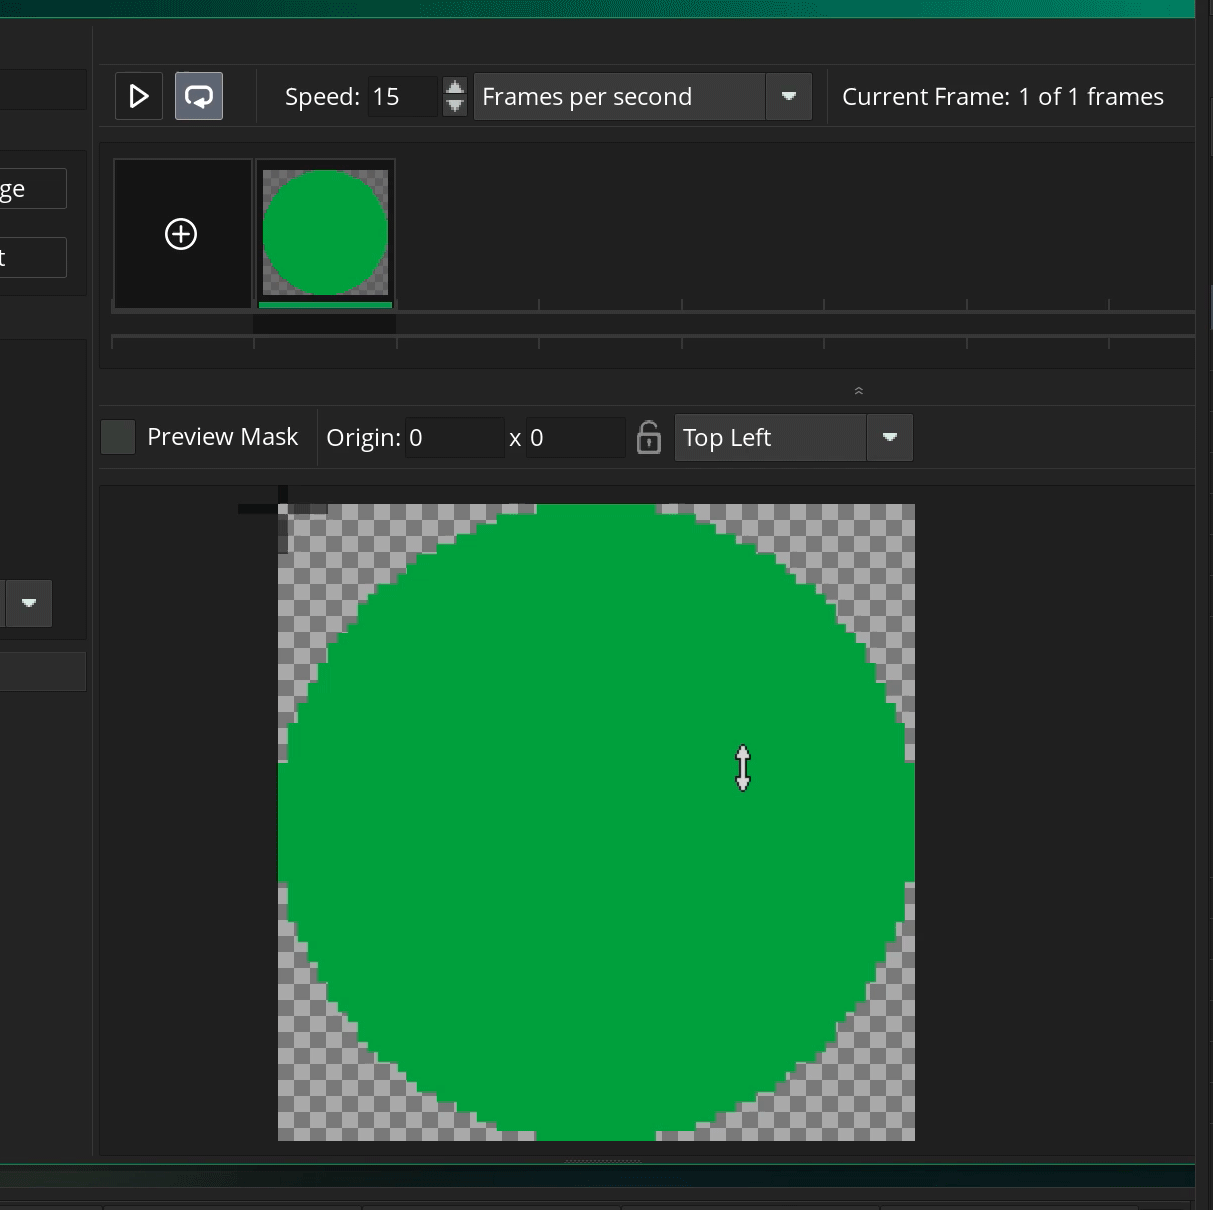 Speed: 15 Frames per second Current Frame: 1 of 1 frames
ge
t
Preview Mask Origin: 0 x 0 Top Left